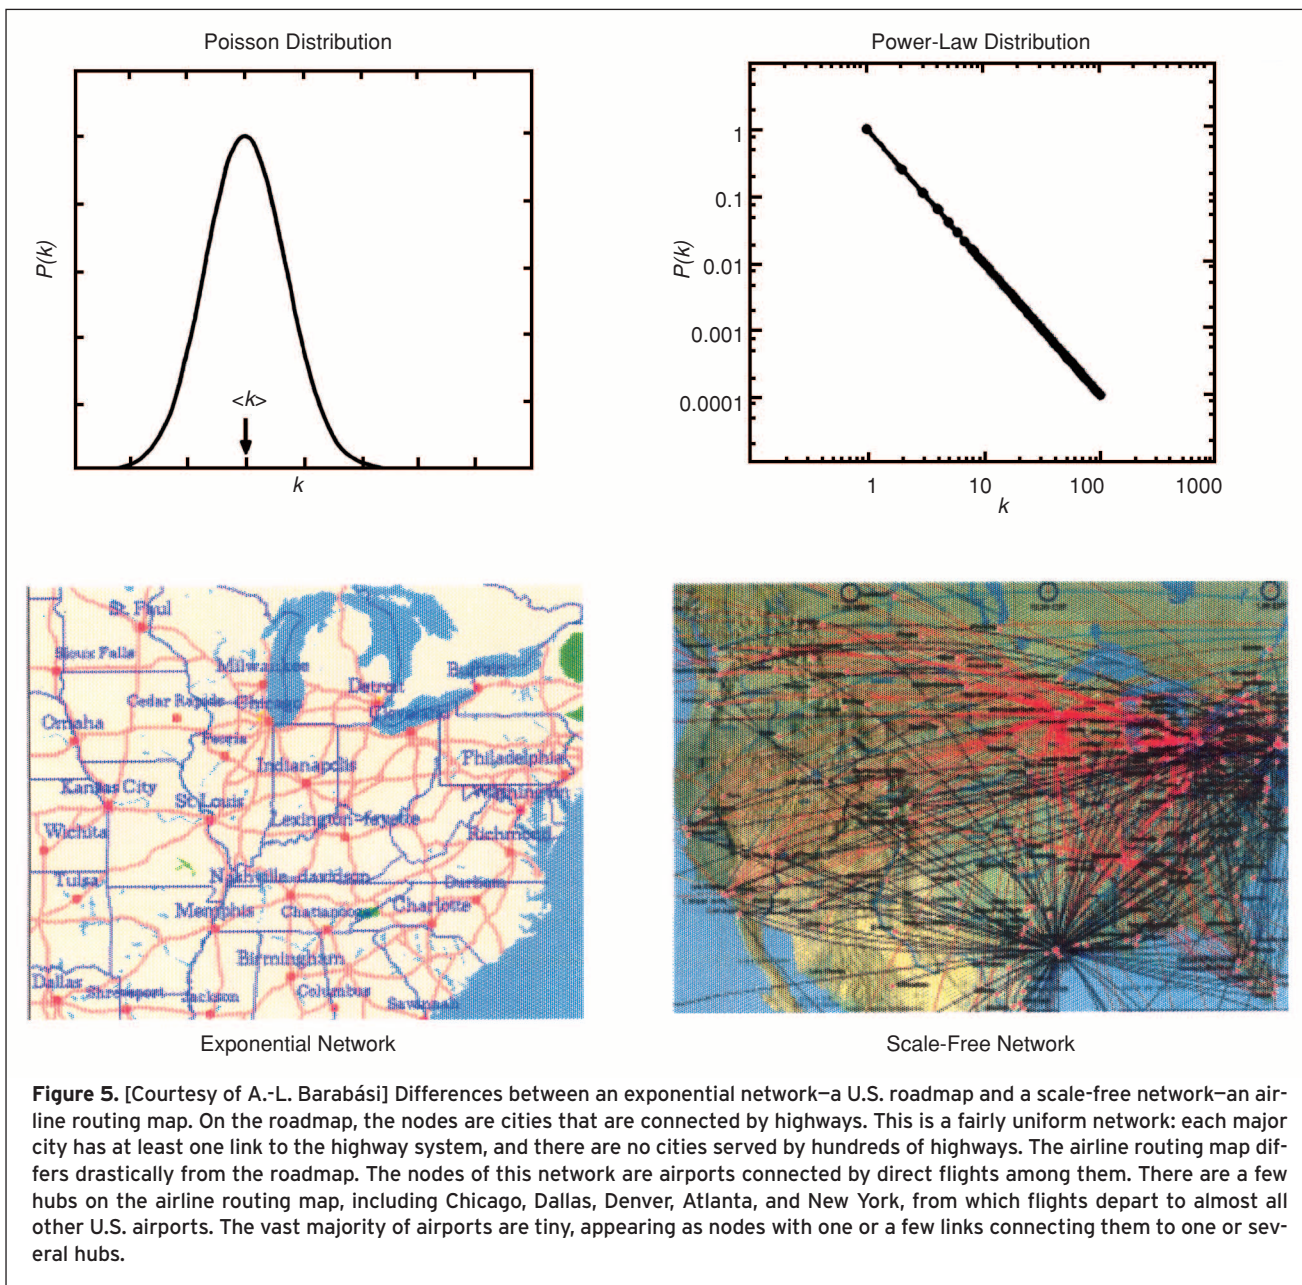 Poisson Distribution
Power-Law Distribution
P(k)
<k>
k
P(k)
1
0.1
0.01
0.001
0.0001
1
10
100
1000
k
St. Paul
Sioux Falls
Milwaukee
Buffalo
Detroit
Cedar Rapids
Chicago
Omaha
Peoria
Philadelphia
Indianapolis
Kansas City
Washington
St Louis
Lexington-fayette
Wichita
Richmond
Nashville-davidson
Tulsa
Durham
Memphis
Chattanooga
Charlotte
Birmingham
Dallas
Shreveport
Jackson
Columbus
Savannah
Exponential Network
Scale-Free Network
Figure 5. [Courtesy of A.-L. Barabási] Differences between an exponential network–a U.S. roadmap and a scale-free network–an air-
line routing map. On the roadmap, the nodes are cities that are connected by highways. This is a fairly uniform network: each major
city has at least one link to the highway system, and there are no cities served by hundreds of highways. The airline routing map dif-
fers drastically from the roadmap. The nodes of this network are airports connected by direct flights among them. There are a few
hubs on the airline routing map, including Chicago, Dallas, Denver, Atlanta, and New York, from which flights depart to almost all
other U.S. airports. The vast majority of airports are tiny, appearing as nodes with one or a few links connecting them to one or sev-
eral hubs.